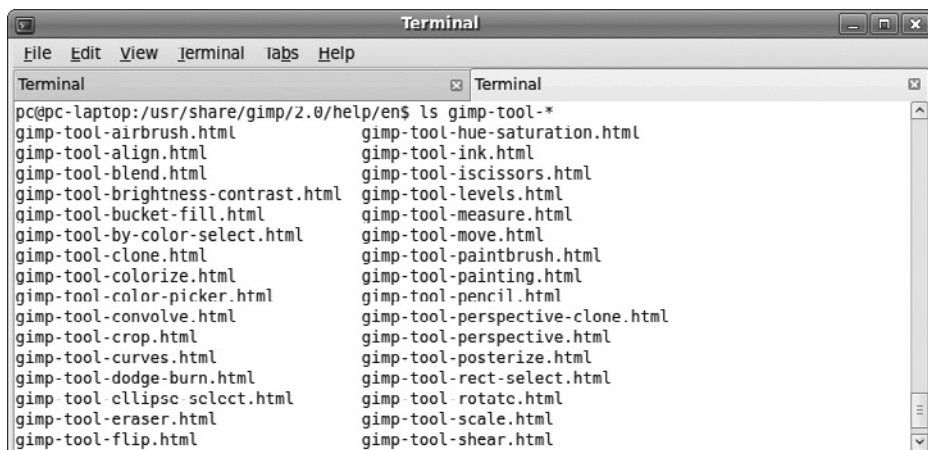 Terminal
File Edit View Terminal Tabs Help
Terminal Terminal
pc@pc-laptop:/usr/share/gimp/2.0/help/en$ ls gimp-tool-*
gimp-tool-airbrush.html gimp-tool-hue-saturation.html
gimp-tool-align.html gimp-tool-ink.html
gimp-tool-blend.html gimp-tool-iscissors.html
gimp-tool-brightness-contrast.html gimp-tool-levels.html
gimp-tool-bucket-fill.html gimp-tool-measure.html
gimp-tool-by-color-select.html gimp-tool-move.html
gimp-tool-clone.html gimp-tool-paintbrush.html
gimp-tool-colorize.html gimp-tool-painting.html
gimp-tool-color-picker.html gimp-tool-pencil.html
gimp-tool-convolve.html gimp-tool-perspective-clone.html
gimp-tool-crop.html gimp-tool-perspective.html
gimp-tool-curves.html gimp-tool-posterize.html
gimp-tool-dodge-burn.html gimp-tool-rect-select.html
gimp-tool-ellipse-select.html gimp-tool-rotate.html
gimp-tool-eraser.html gimp-tool-scale.html
gimp-tool-flip.html gimp-tool-shear.html